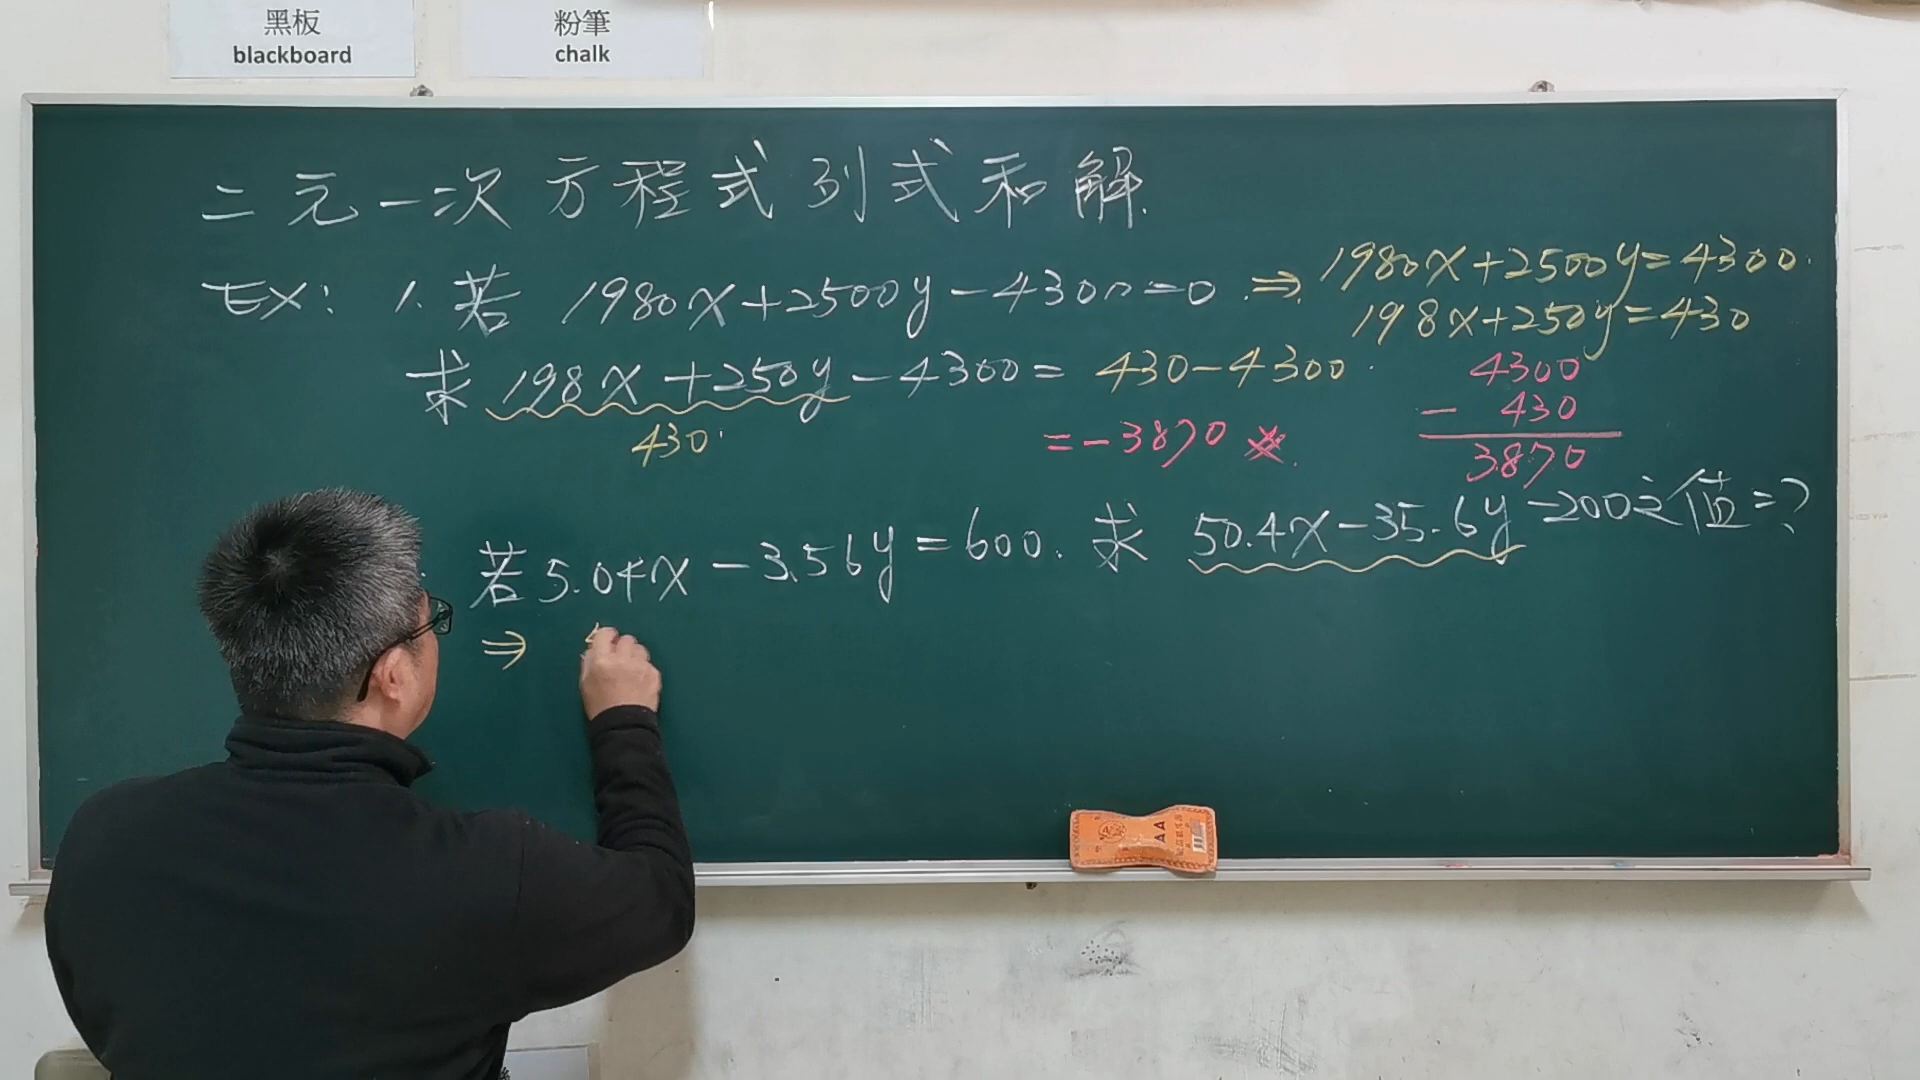 黑板
blackboard
粉筆
chalk
二元一次方程式列式和解.
EX: 1. 若 1980x+2500y-4300=0 ⇒ 1980x+2500y=4300.
198x+250y=430
求 198x+250y-4300= 430-4300
430
=-3870
4300
- 430
3870
若 5.04x-3.56y=600. 求 50.4x-35.6y-200之值=?
⇒